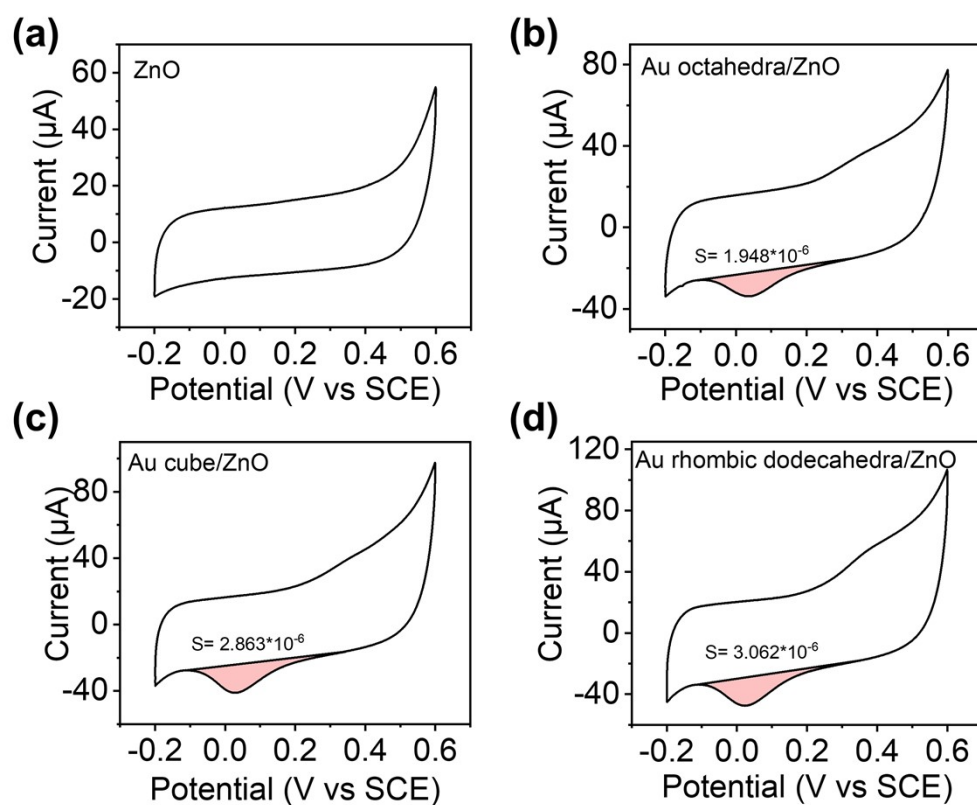 (a)
ZnO
60
40
20
0
-20
Current (µA)
-0.2 0.0 0.2 0.4 0.6
Potential (V vs SCE)
(b)
Au octahedra/ZnO
80
40
0
-40
Current (µA)
S= 1.948*10-6
-0.2 0.0 0.2 0.4 0.6
Potential (V vs SCE)
(c)
Au cube/ZnO
80
40
0
-40
Current (µA)
S= 2.863*10-6
-0.2 0.0 0.2 0.4 0.6
Potential (V vs SCE)
(d)
Au rhombic dodecahedra/ZnO
120
80
40
0
-40
Current (µA)
S= 3.062*10-6
-0.2 0.0 0.2 0.4 0.6
Potential (V vs SCE)